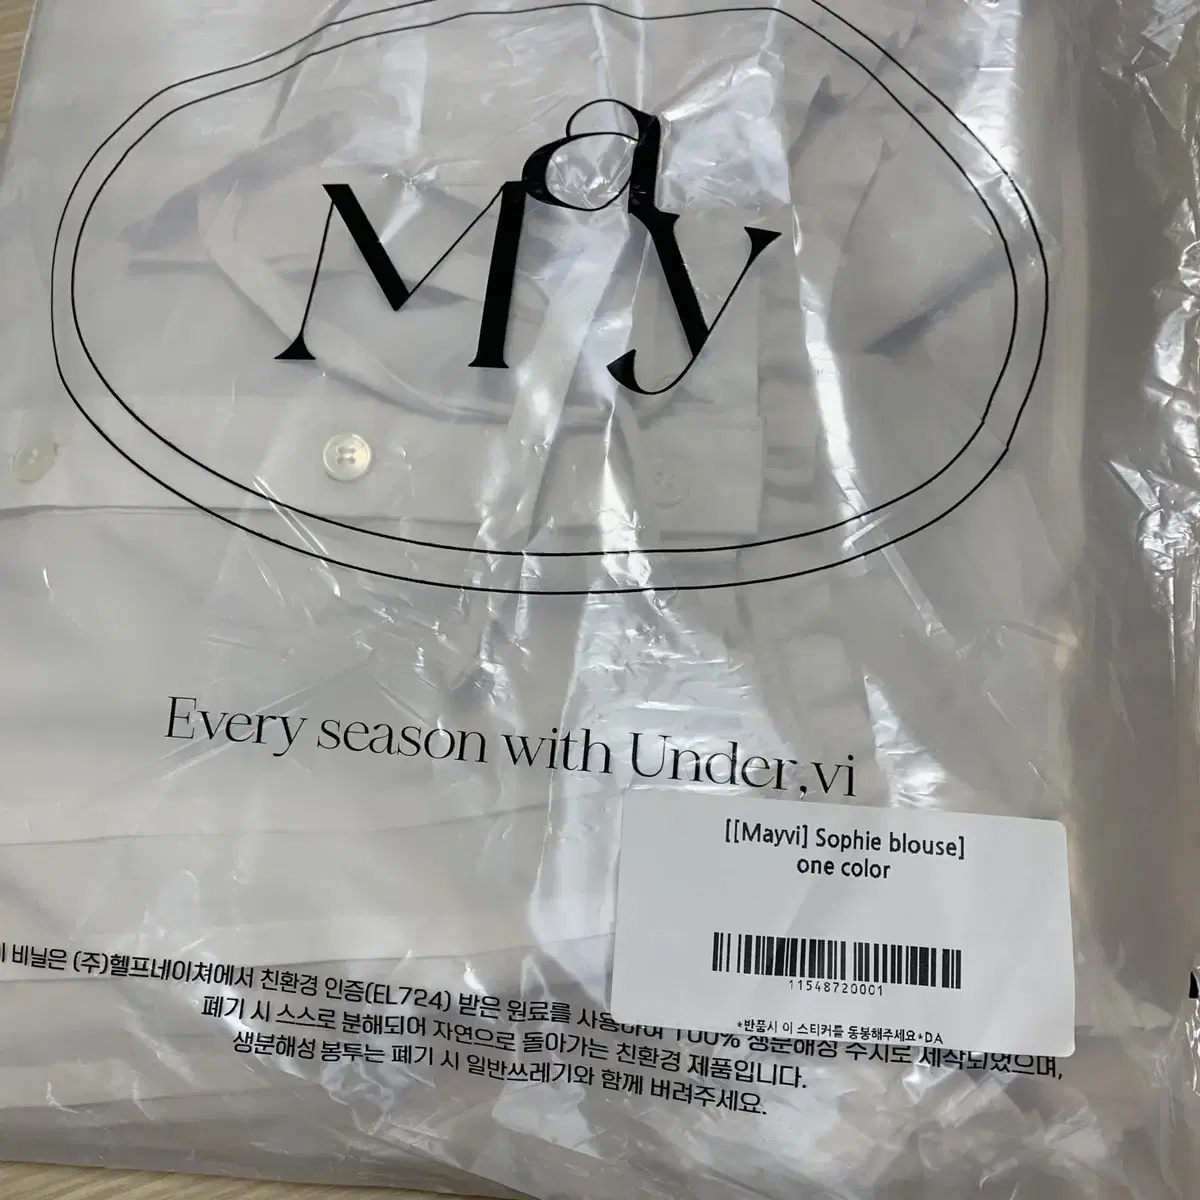 May
Every season with Under,vi
[[Mayvi] Sophie blouse]
one color
11548720001
*반품시 이 스티커를 동봉해주세요*DA
비닐은 (주)헬프네이쳐에서 친환경 인증(EL724) 받은 원료를 사용하여 100% 생분해성 수지로 제작되었으며,
폐기 시 스스로 분해되어 자연으로 돌아가는 친환경 제품입니다.
생분해성 봉투는 폐기 시 일반쓰레기와 함께 버려주세요.